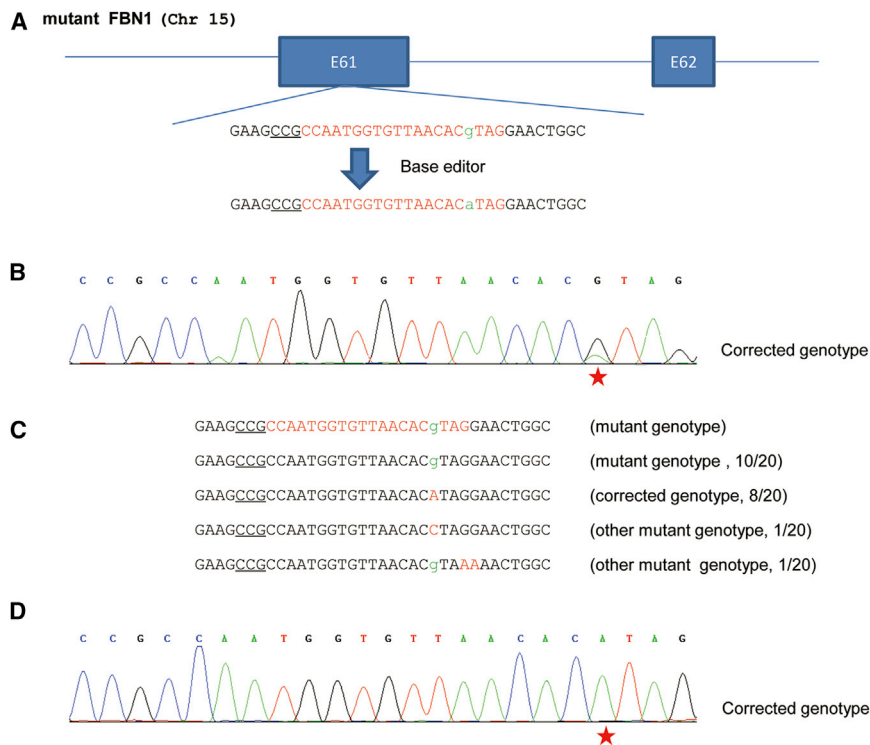 A mutant FBN1 (Chr 15)
E61 E62
GAAGCCGCCAATGGTGTTAACACgTAGGAACTGGC
Base editor
GAAGCCGCCAATGGTGTTAACACaTAGGAACTGGC
B
C C G C C A A T G G T G T T A A C A C G T A G
Corrected genotype
C
GAAGCCGCCAATGGTGTTAACACgTAGGAACTGGC (mutant genotype)
GAAGCCGCCAATGGTGTTAACACgTAGGAACTGGC (mutant genotype , 10/20)
GAAGCCGCCAATGGTGTTAACACATAGGAACTGGC (corrected genotype, 8/20)
GAAGCCGCCAATGGTGTTAACACCTAGGAACTGGC (other mutant genotype, 1/20)
GAAGCCGCCAATGGTGTTAACACgTAAAAACTGGC (other mutant genotype, 1/20)
D
C C G C C A A T G G T G T T A A C A C A T A G
Corrected genotype